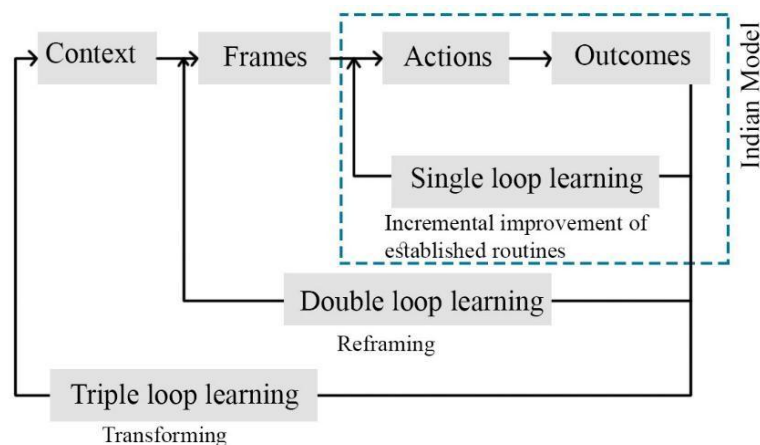 Context
Frames
Actions
Outcomes
Indian Model
Single loop learning
Incremental improvement of
established routines
Double loop learning
Reframing
Triple loop learning
Transforming